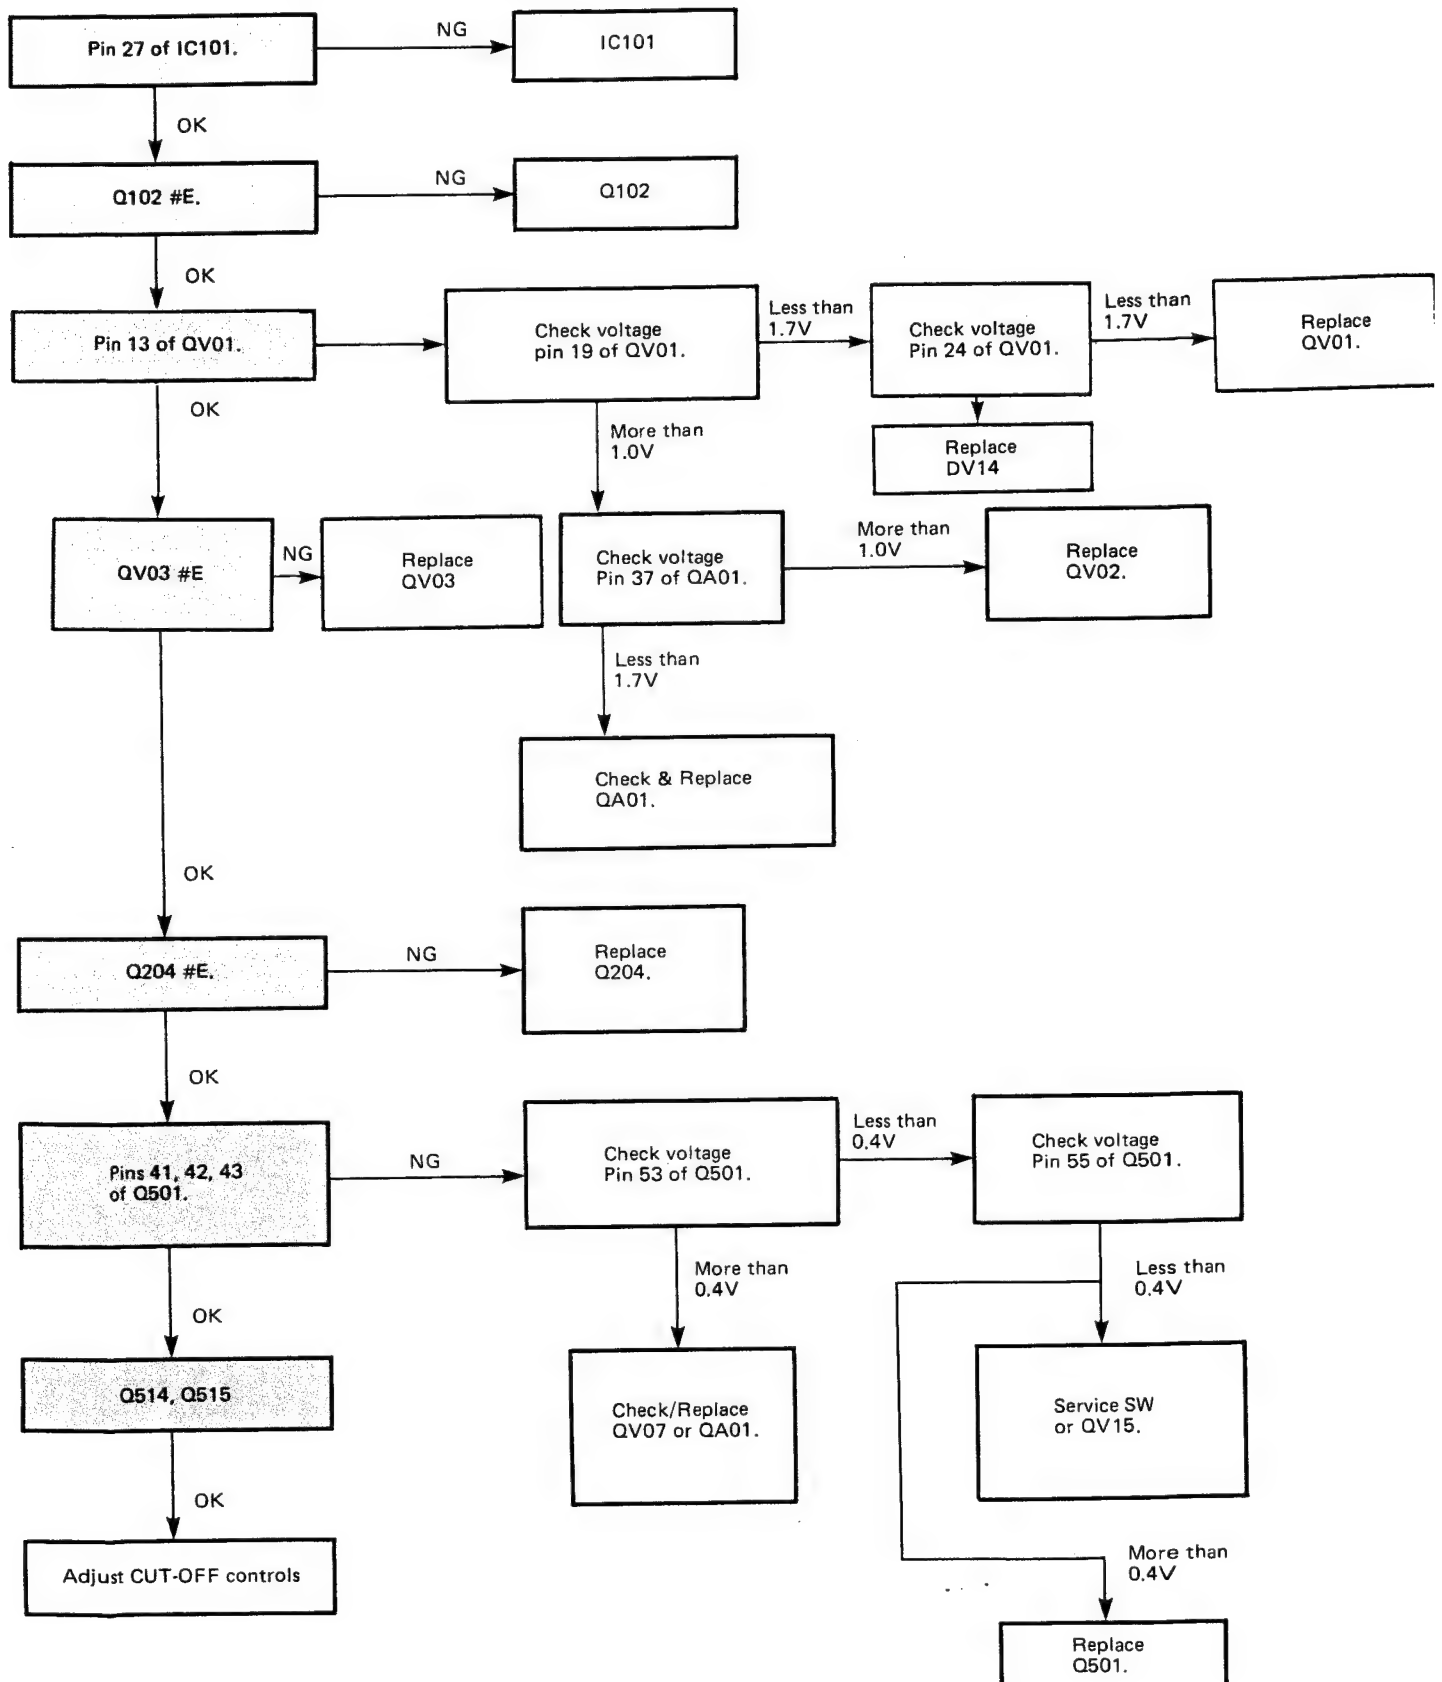 Pin 27 of IC101.
NG
IC101
OK
Q102 #E.
NG
Q102
OK
Pin 13 of QV01.
Check voltage
pin 19 of QV01.
Less than
1.7V
Check voltage
Pin 24 of QV01.
Less than
1.7V
Replace
QV01.
OK
More than
1.0V
Replace
DV14
QV03 #E
NG
Replace
QV03
Check voltage
Pin 37 of QA01.
More than
1.0V
Replace
QV02.
Less than
1.7V
Check & Replace
QA01.
OK
Q204 #E.
NG
Replace
Q204.
OK
Pins 41, 42, 43
of Q501.
NG
Check voltage
Pin 53 of Q501.
Less than
0.4V
Check voltage
Pin 55 of Q501.
More than
0.4V
Less than
0.4V
OK
Q514, Q515
Check/Replace
QV07 or QA01.
Service SW
or QV15.
OK
Adjust CUT-OFF controls
More than
0.4V
Replace
Q501.